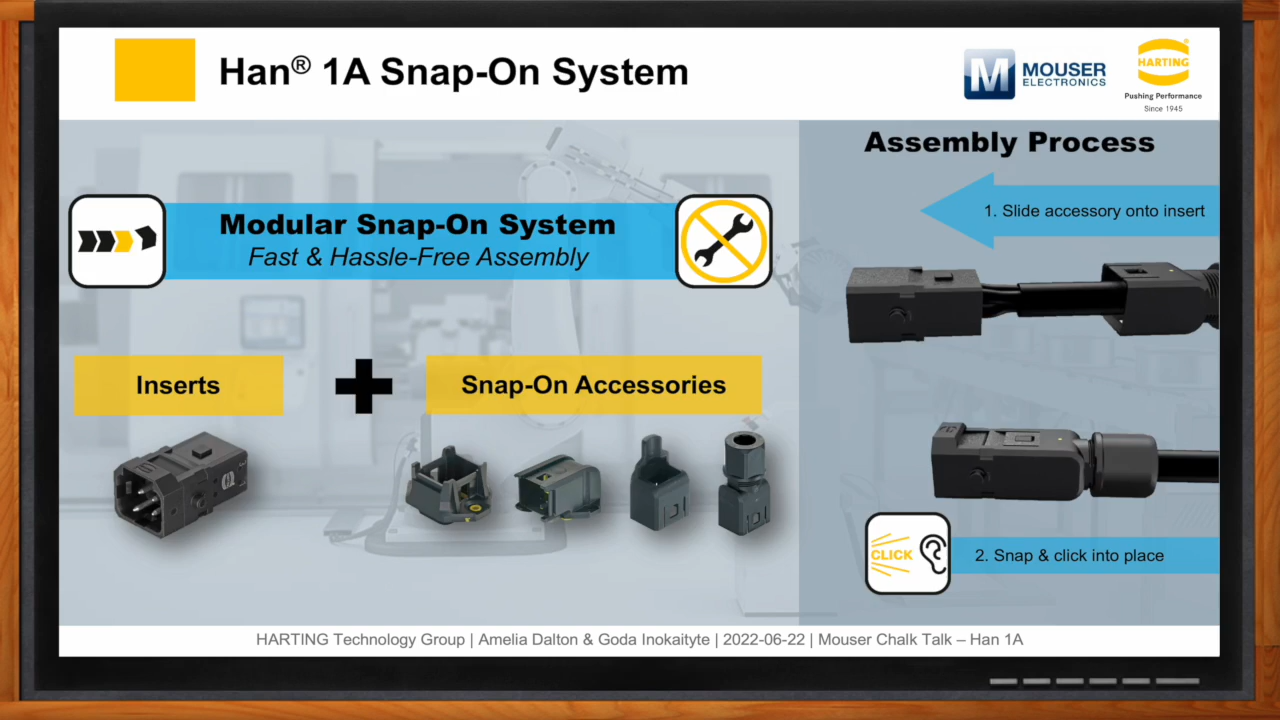 Han® 1A Snap-On System
M MOUSER
ELECTRONICS
HARTING
Pushing Performance
Since 1945
Modular Snap-On System
Fast & Hassle-Free Assembly
Inserts
Snap-On Accessories
Assembly Process
1. Slide accessory onto insert
CLICK
2. Snap & click into place
HARTING Technology Group | Amelia Dalton & Goda Inokaityte | 2022-06-22 | Mouser Chalk Talk – Han 1A